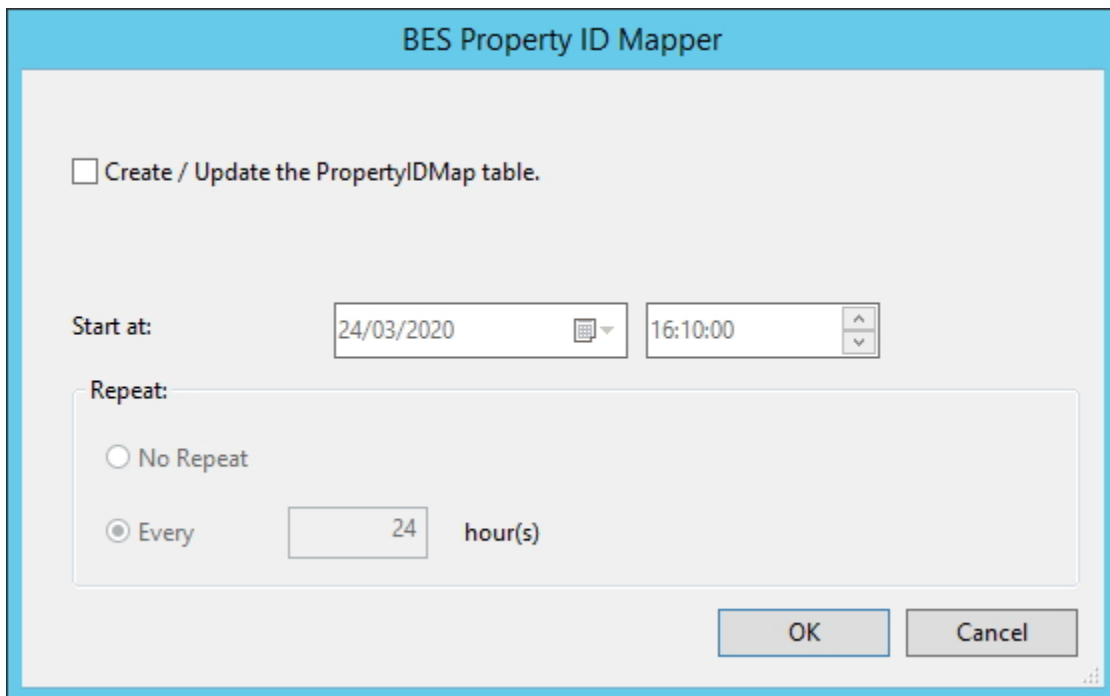 BES Property ID Mapper
Create / Update the PropertyIDMap table.
Start at: 24/03/2020 16:10:00
Repeat:
No Repeat
Every 24 hour(s)
OK Cancel